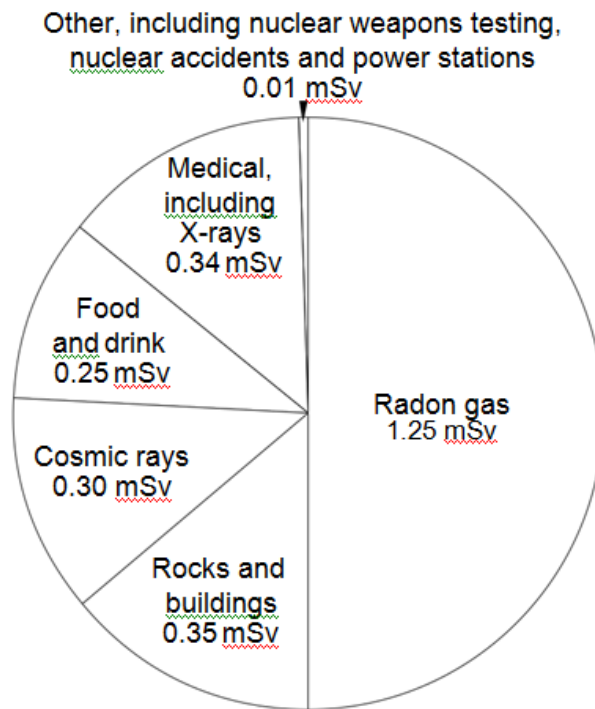 Other, including nuclear weapons testing,
nuclear accidents and power stations
0.01 mSv
Medical,
including
X-rays
0.34 mSv
Food
and drink
0.25 mSv
Radon gas
1.25 mSv
Cosmic rays
0.30 mSv
Rocks and
buildings
0.35 mSv